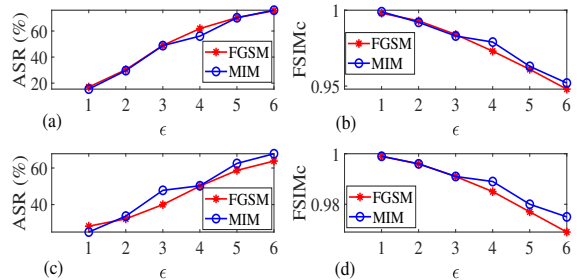 ASR (%)
60
40
20
FGSM
MIM
1 2 3 4 5 6
(a)
ϵ
FSIMc
1
0.95
FGSM
MIM
1 2 3 4 5 6
(b)
ϵ
ASR (%)
60
40
FGSM
MIM
1 2 3 4 5 6
(c)
ϵ
FSIMc
1
0.98
FGSM
MIM
1 2 3 4 5 6
(d)
ϵ